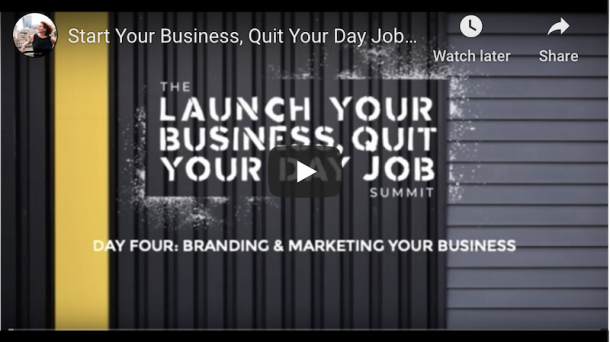 Start Your Business, Quit Your Day Job...
Watch later
Share
THE
LAUNCH YOUR
BUSINESS, QUIT
YOUR DAY JOB
SUMMIT
DAY FOUR: BRANDING & MARKETING YOUR BUSINESS